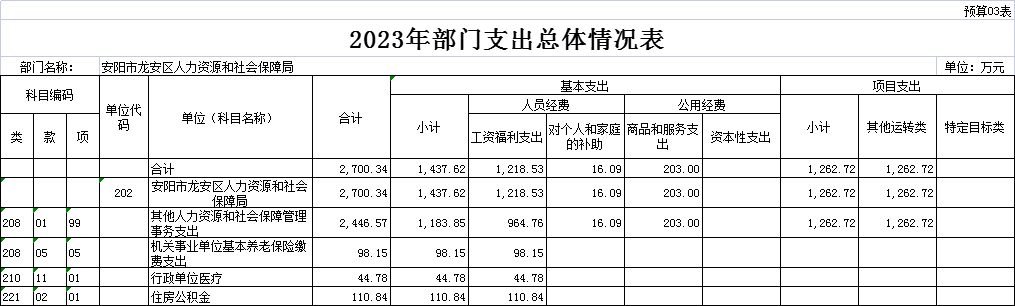 预算03表
2023年部门支出总体情况表
部门名称： 安阳市龙安区人力资源和社会保障局 单位：万元
科目编码 单位代码 单位（科目名称） 合计 基本支出 项目支出
人员经费 公用经费
类 款 项 小计 工资福利支出 对个人和家庭的补助 商品和服务支出 资本性支出 小计 其他运转类 特定目标类
合计 2,700.34 1,437.62 1,218.53 16.09 203.00 1,262.72 1,262.72
202 安阳市龙安区人力资源和社会保障局 2,700.34 1,437.62 1,218.53 16.09 203.00 1,262.72 1,262.72
208 01 99 其他人力资源和社会保障管理事务支出 2,446.57 1,183.85 964.76 16.09 203.00 1,262.72 1,262.72
208 05 05 机关事业单位基本养老保险缴费支出 98.15 98.15 98.15
210 11 01 行政单位医疗 44.78 44.78 44.78
221 02 01 住房公积金 110.84 110.84 110.84